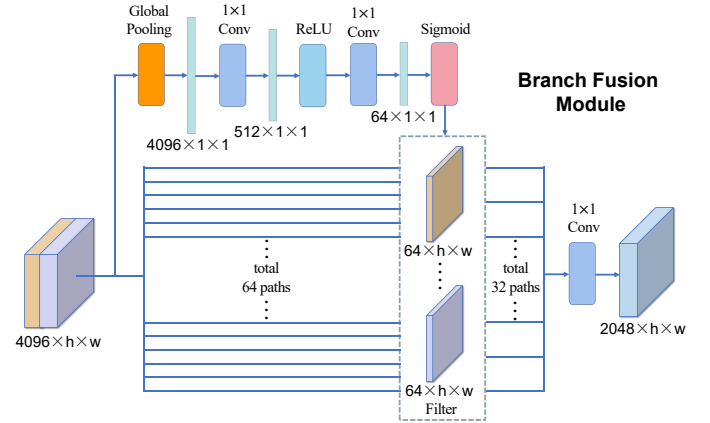 Global
Pooling
1×1
Conv
ReLU
1×1
Conv
Sigmoid
4096×1×1
512×1×1
64×1×1
Branch Fusion
Module
64×h×w
total
64 paths
total
32 paths
1×1
Conv
4096×h×w
2048×h×w
64×h×w
Filter